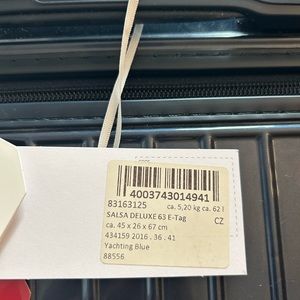 4003743014941
83163125 ca. 5,20 kg ca. 62 l
SALSA DELUXE 63 E-Tag CZ
ca. 45 x 26 x 67 cm
434159 2016 . 36 . 41
Yachting Blue
88556